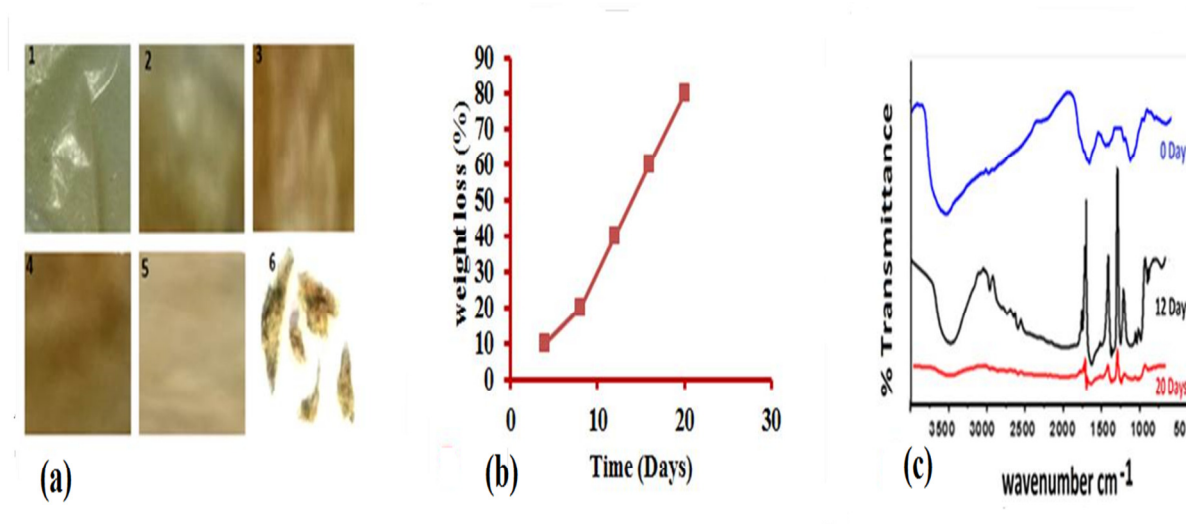 1
2
3
4
5
6
(a)
weight loss (%)
90
80
70
60
50
40
30
20
10
0
0
10
20
30
Time (Days)
(b)
% Transmittance
0 Day
12 Day
20 Days
3500 3000 2500 2000 1500 1000 50
wavenumber cm-1
(c)